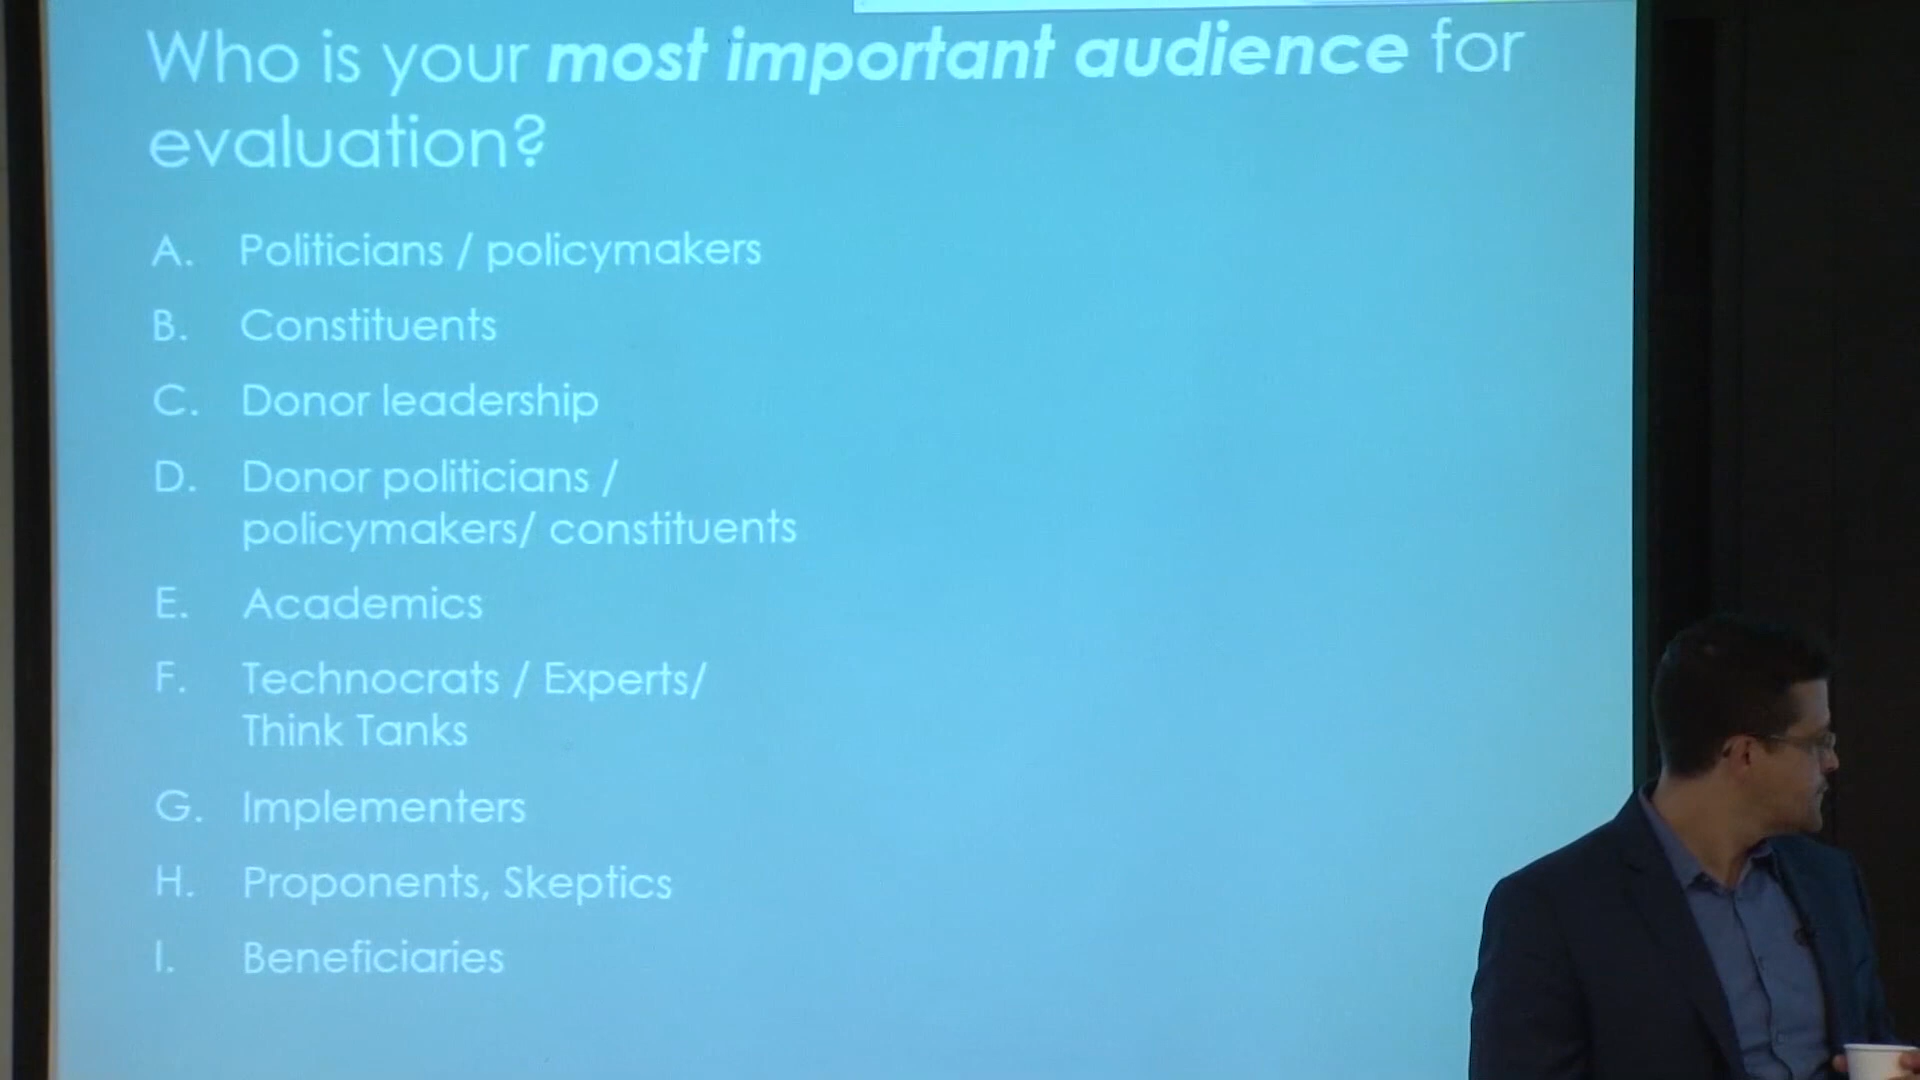 Who is your most important audience for
evaluation?
A. Politicians / policymakers
B. Constituents
C. Donor leadership
D. Donor politicians /
policymakers/ constituents
E. Academics
F. Technocrats / Experts/
Think Tanks
G. Implementers
H. Proponents, Skeptics
I. Beneficiaries